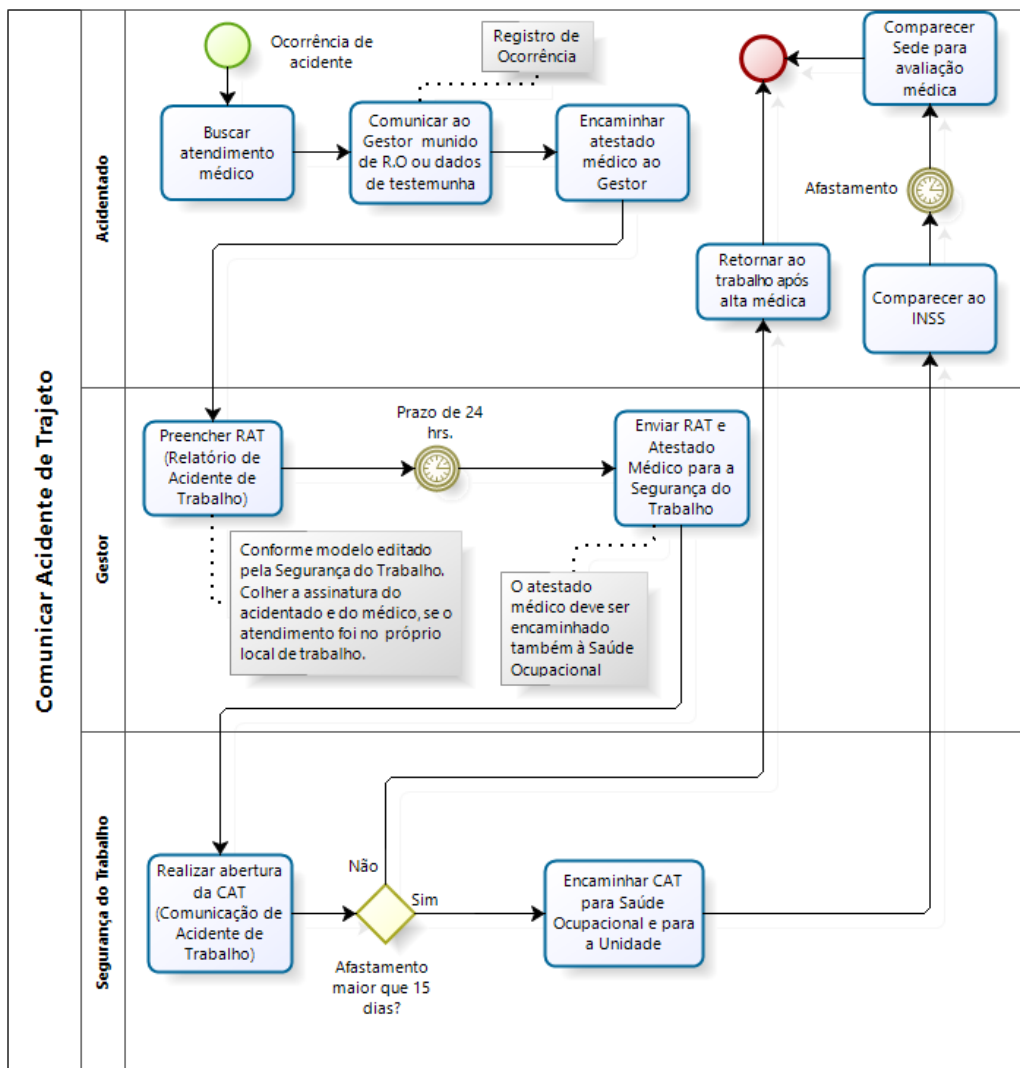 Comunicar Acidente de Trajeto
Acidentado
Ocorrência de
acidente
Registro de
Ocorrência
Buscar
atendimento
médico
Comunicar ao
Gestor munido
de R.O ou dados
de testemunha
Encaminhar
atestado
médico ao
Gestor
Comparecer
Sede para
avaliação
médica
Afastamento
Retornar ao
trabalho após
alta médica
Comparecer ao
INSS
Gestor
Preencher RAT
(Relatório de
Acidente de
Trabalho)
Prazo de 24
hrs.
Enviar RAT e
Atestado
Médico para a
Segurança do
Trabalho
Conforme modelo editado
pela Segurança do Trabalho.
Colher a assinatura do
acidentado e do médico, se o
atendimento foi no próprio
local de trabalho.
O atestado
médico deve ser
encaminhado
também à Saúde
Ocupacional
Segurança do Trabalho
Realizar abertura
da CAT
(Comunicação de
Acidente de
Trabalho)
Não
Sim
Afastamento
maior que 15
dias?
Encaminhar CAT
para Saúde
Ocupacional e para
a Unidade